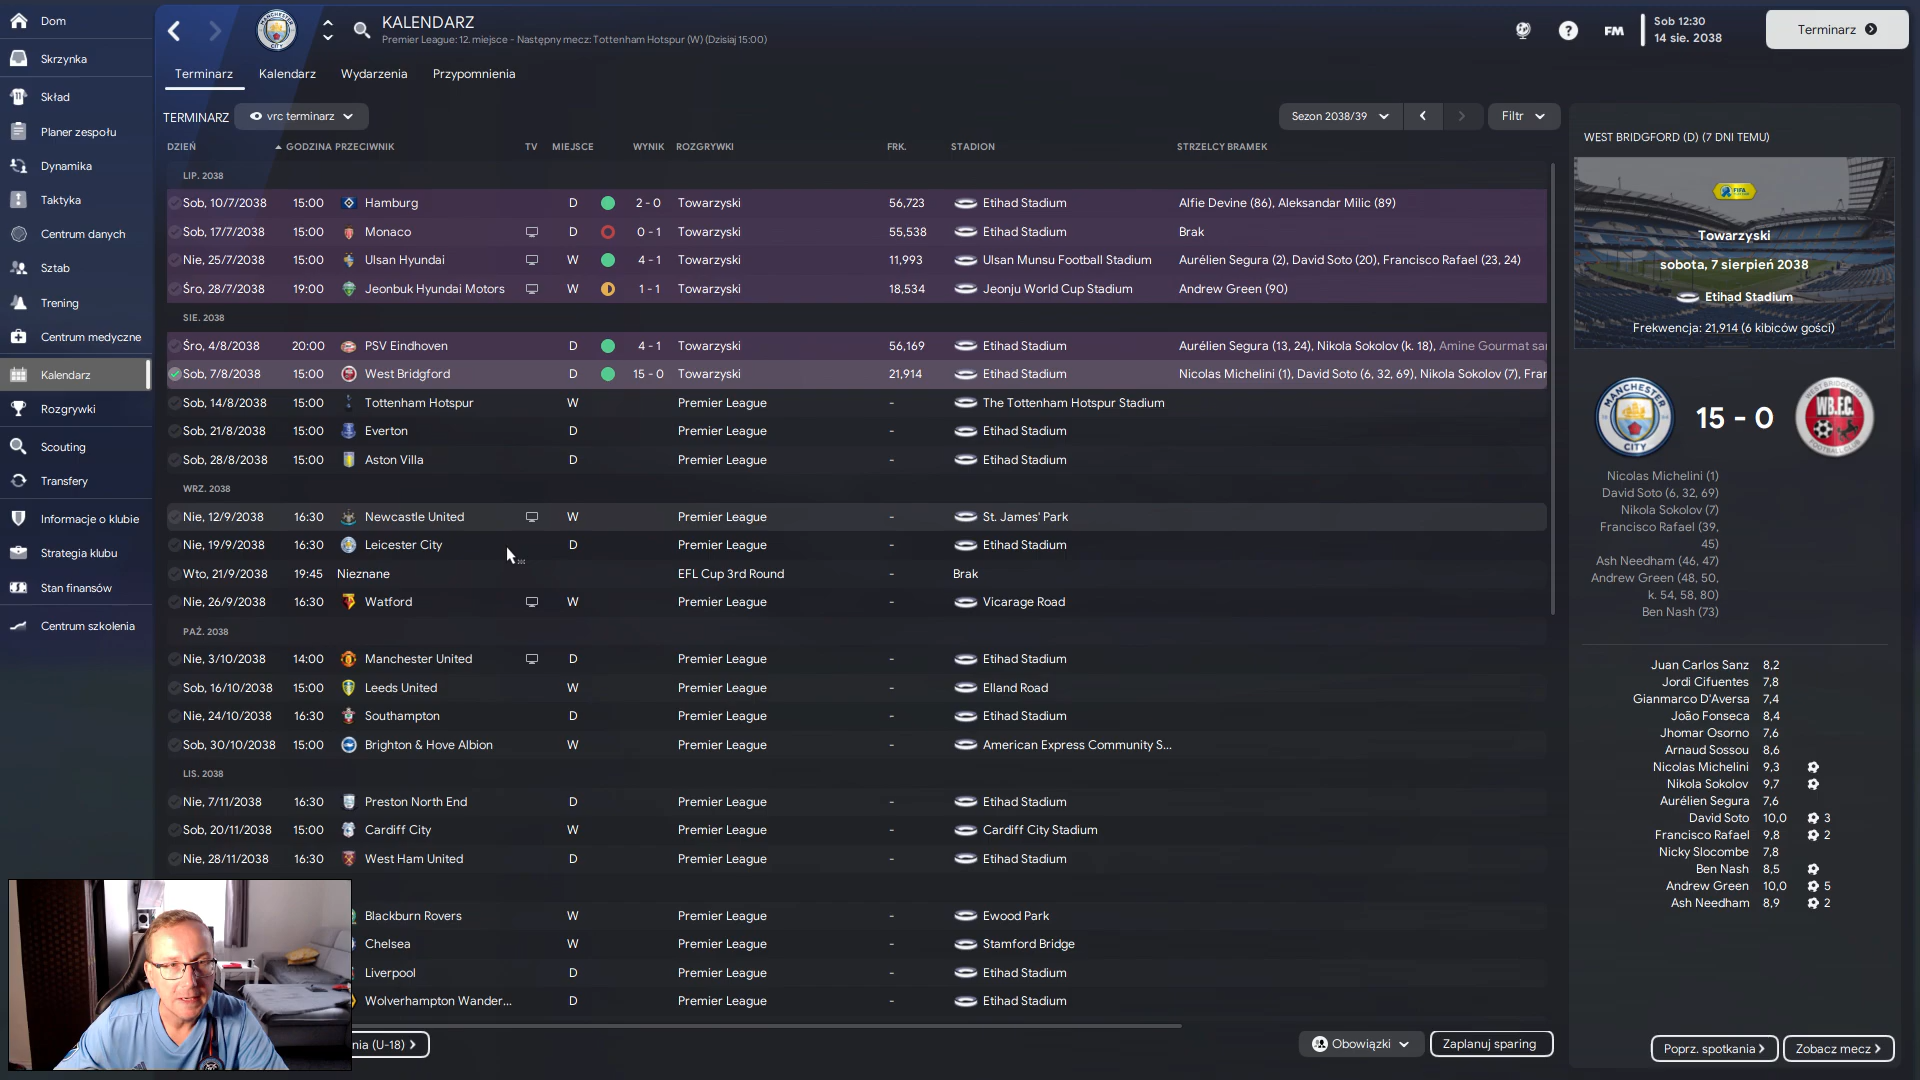 Dom
Skrzynka
Skład
Planer zespołu
Dynamika
Taktyka
Centrum danych
Sztab
Trening
Centrum medyczne
Kalendarz
Rozgrywki
Scouting
Transfery
Informacje o klubie
Strategia klubu
Stan finansów
Centrum szkolenia
KALENDARZ
Premier League: 12. miejsce - Następny mecz: Tottenham Hotspur (W) (Dzisiaj 15:00)
FM
Sob 12:30
14 sie. 2038
Terminarz
Terminarz Kalendarz Wydarzenia Przypomnienia
TERMINARZ vrc terminarz Sezon 2038/39 Filtr
DZIEŃ GODZINA PRZECIWNIK TV MIEJSCE WYNIK ROZGRYWKI FRK. STADION STRZELCY BRAMEK
LIP. 2038
Sob, 10/7/2038 15:00 Hamburg D 2 - 0 Towarzyski 56,723 Etihad Stadium Alfie Devine (86), Aleksandar Milic (89)
Sob, 17/7/2038 15:00 Monaco D 0 - 1 Towarzyski 55,538 Etihad Stadium Brak
Nie, 25/7/2038 15:00 Ulsan Hyundai W 4 - 1 Towarzyski 11,993 Ulsan Munsu Football Stadium Aurélien Segura (2), David Soto (20), Francisco Rafael (23, 24)
Śro, 28/7/2038 19:00 Jeonbuk Hyundai Motors W 1 - 1 Towarzyski 18,534 Jeonju World Cup Stadium Andrew Green (90)
SIE. 2038
Śro, 4/8/2038 20:00 PSV Eindhoven D 4 - 1 Towarzyski 56,169 Etihad Stadium Aurélien Segura (13, 24), Nikola Sokolov (k. 18), Amine Gourmat sa
Sob, 7/8/2038 15:00 West Bridgford D 15 - 0 Towarzyski 21,914 Etihad Stadium Nicolas Michelini (1), David Soto (6, 32, 69), Nikola Sokolov (7), Frar
Sob, 14/8/2038 15:00 Tottenham Hotspur W Premier League - The Tottenham Hotspur Stadium
Sob, 21/8/2038 15:00 Everton D Premier League - Etihad Stadium
Sob, 28/8/2038 15:00 Aston Villa D Premier League - Etihad Stadium
WRZ. 2038
Nie, 12/9/2038 16:30 Newcastle United W Premier League - St. James' Park
Nie, 19/9/2038 16:30 Leicester City D Premier League - Etihad Stadium
Wto, 21/9/2038 19:45 Nieznane EFL Cup 3rd Round - Brak
Nie, 26/9/2038 16:30 Watford W Premier League - Vicarage Road
PAŹ. 2038
Nie, 3/10/2038 14:00 Manchester United D Premier League - Etihad Stadium
Sob, 16/10/2038 15:00 Leeds United W Premier League - Elland Road
Nie, 24/10/2038 16:30 Southampton D Premier League - Etihad Stadium
Sob, 30/10/2038 15:00 Brighton & Hove Albion W Premier League - American Express Community S...
LIS. 2038
Nie, 7/11/2038 16:30 Preston North End D Premier League - Etihad Stadium
Sob, 20/11/2038 15:00 Cardiff City W Premier League - Cardiff City Stadium
Nie, 28/11/2038 16:30 West Ham United D Premier League - Etihad Stadium
Blackburn Rovers W Premier League - Ewood Park
Chelsea W Premier League - Stamford Bridge
Liverpool D Premier League - Etihad Stadium
Wolverhampton Wander... D Premier League - Etihad Stadium
nia (U-18) Obowiązki Zaplanuj sparing
WEST BRIDGFORD (D) (7 DNI TEMU)
FIFA
Towarzyski
sobota, 7 sierpień 2038
Etihad Stadium
Frekwencja: 21,914 (6 kibiców gości)
MANCHESTER CITY 15 - 0 WEST BRIDGFORD W.B.F.C. FOOTBALL CLUB
Nicolas Michelini (1)
David Soto (6, 32, 69)
Nikola Sokolov (7)
Francisco Rafael (39,
45)
Ash Needham (46, 47)
Andrew Green (48, 50,
k. 54, 58, 80)
Ben Nash (73)
Juan Carlos Sanz 8,2
Jordi Cifuentes 7,8
Gianmarco D'Aversa 7,4
João Fonseca 8,4
Jhomar Osorno 7,6
Arnaud Sossou 8,6
Nicolas Michelini 9,3
Nikola Sokolov 9,7
Aurélien Segura 7,6
David Soto 10,0 3
Francisco Rafael 9,8 2
Nicky Slocombe 7,8
Ben Nash 8,5
Andrew Green 10,0 5
Ash Needham 8,9 2
Poprz. spotkania Zobacz mecz